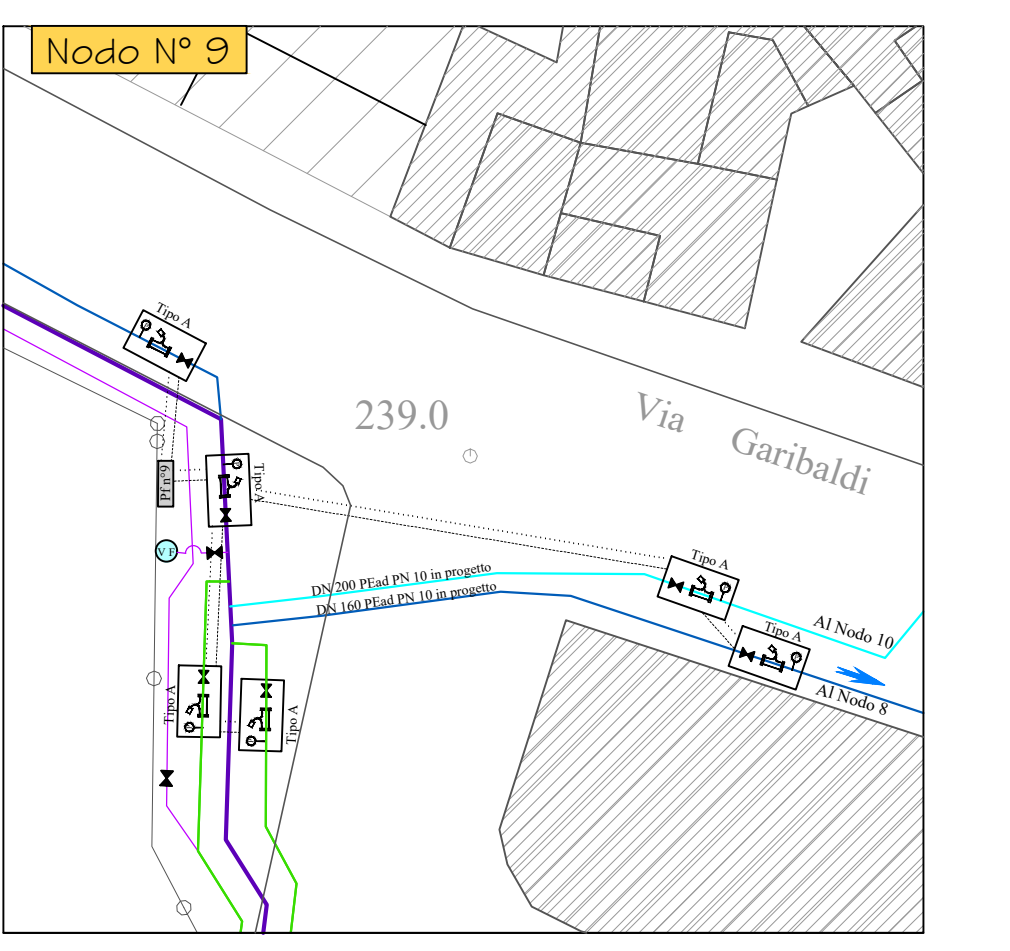 Nodo N° 9
Tipo A
239.0
Via Garibaldi
Pf n°9
Tipo A
V F
DN 200 PEad PN 10 in progetto
DN 160 PEad PN 10 in progetto
Tipo A
Al Nodo 10
Tipo A
Al Nodo 8
Tipo A
Tipo A